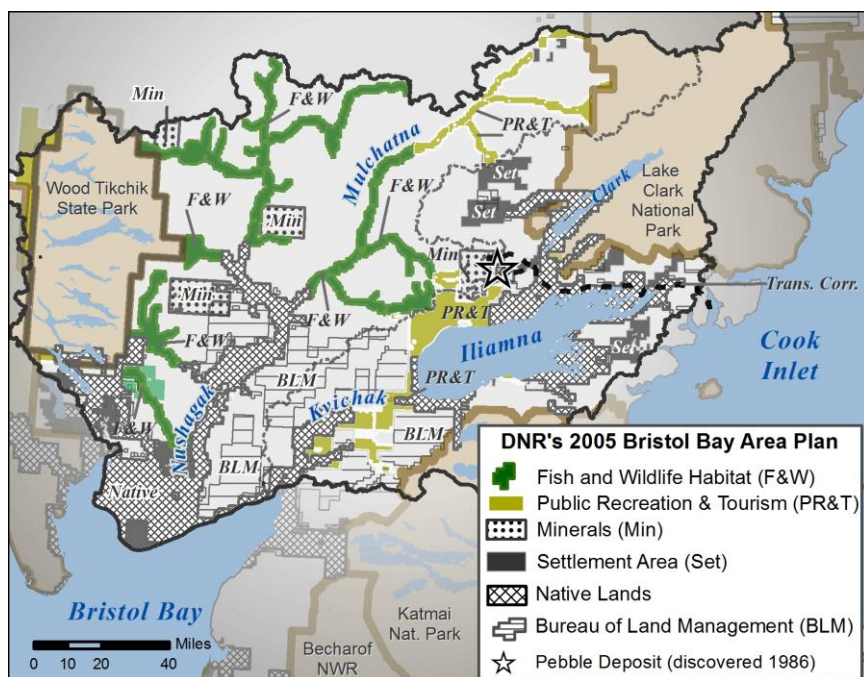 Min
F&W
PR&T
Mulchatna
Wood Tikchik
State Park
F&W
F&W
Set
Set
Clark
Lake
Clark
National
Park
Min
Min
Min
F&W
PR&T
Trans. Corr.
F&W
Iliamna
Set
Cook
Inlet
BLM
PR&T
Kvichak
F&W
Nushagak
BLM
BLM
Native
Bristol Bay
Katmai
Nat. Park
Becharof
NWR
Miles
0 10 20 40
DNR's 2005 Bristol Bay Area Plan
Fish and Wildlife Habitat (F&W)
Public Recreation & Tourism (PR&T)
Minerals (Min)
Settlement Area (Set)
Native Lands
Bureau of Land Management (BLM)
Pebble Deposit (discovered 1986)